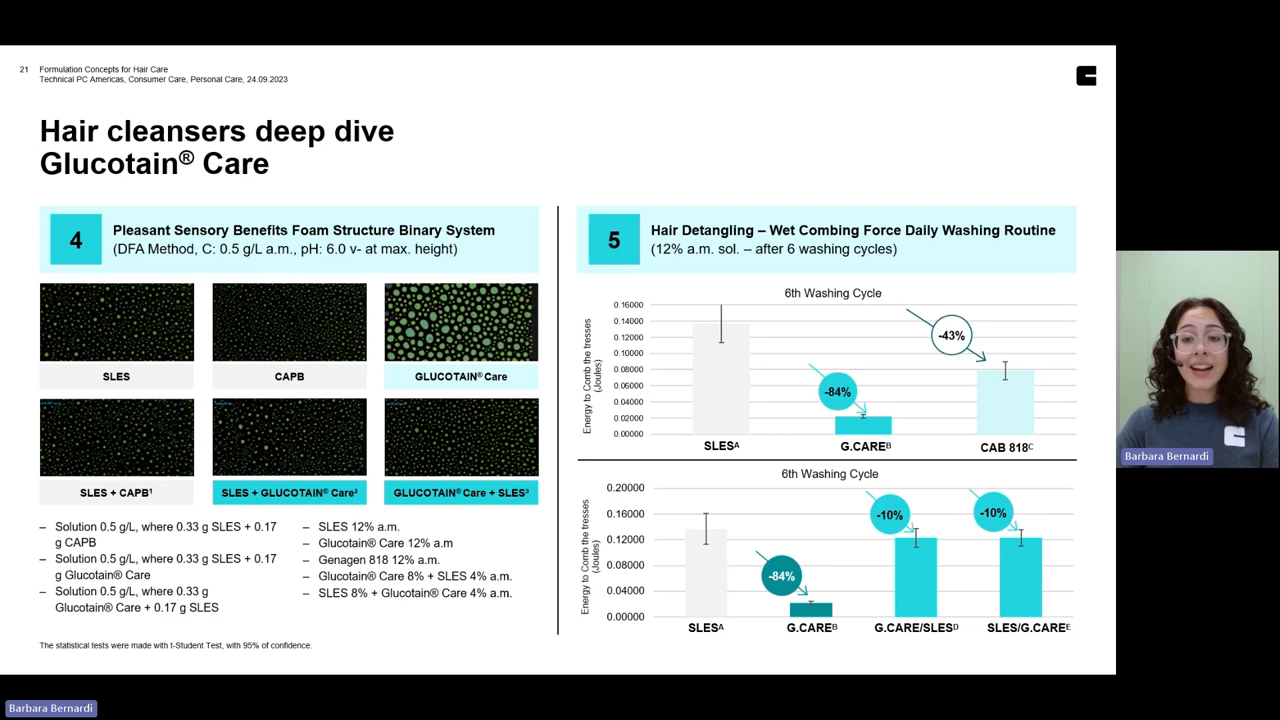 21 Formulation Concepts for Hair Care
Technical PC Americas, Consumer Care, Personal Care, 24.09.2023
Hair cleansers deep dive
Glucotain® Care
4
Pleasant Sensory Benefits Foam Structure Binary System
(DFA Method, C: 0.5 g/L a.m., pH: 6.0 v- at max. height)
SLES
CAPB
GLUCOTAIN® Care
SLES + CAPB¹
SLES + GLUCOTAIN® Care²
GLUCOTAIN® Care + SLES³
– Solution 0.5 g/L, where 0.33 g SLES + 0.17
g CAPB
– Solution 0.5 g/L, where 0.33 g SLES + 0.17
g Glucotain® Care
– Solution 0.5 g/L, where 0.33 g
Glucotain® Care + 0.17 g SLES
– SLES 12% a.m.
– Glucotain® Care 12% a.m
– Genagen 818 12% a.m.
– Glucotain® Care 8% + SLES 4% a.m.
– SLES 8% + Glucotain® Care 4% a.m.
The statistical tests were made with t-Student Test, with 95% of confidence.
5
Hair Detangling – Wet Combing Force Daily Washing Routine
(12% a.m. sol. – after 6 washing cycles)
6th Washing Cycle
Energy to Comb the tresses
(Joules)
0.16000
0.14000
0.12000
0.10000
0.08000
0.06000
0.04000
0.02000
0.00000
-84%
-43%
SLESᴬ
G.CAREᴮ
CAB 818ᶜ
6th Washing Cycle
Energy to Comb the tresses
(Joules)
0.20000
0.16000
0.12000
0.08000
0.04000
0.00000
-84%
-10%
-10%
SLESᴬ
G.CAREᴮ
G.CARE/SLESᴰ
SLES/G.CAREᴱ
Barbara Bernardi
Barbara Bernardi